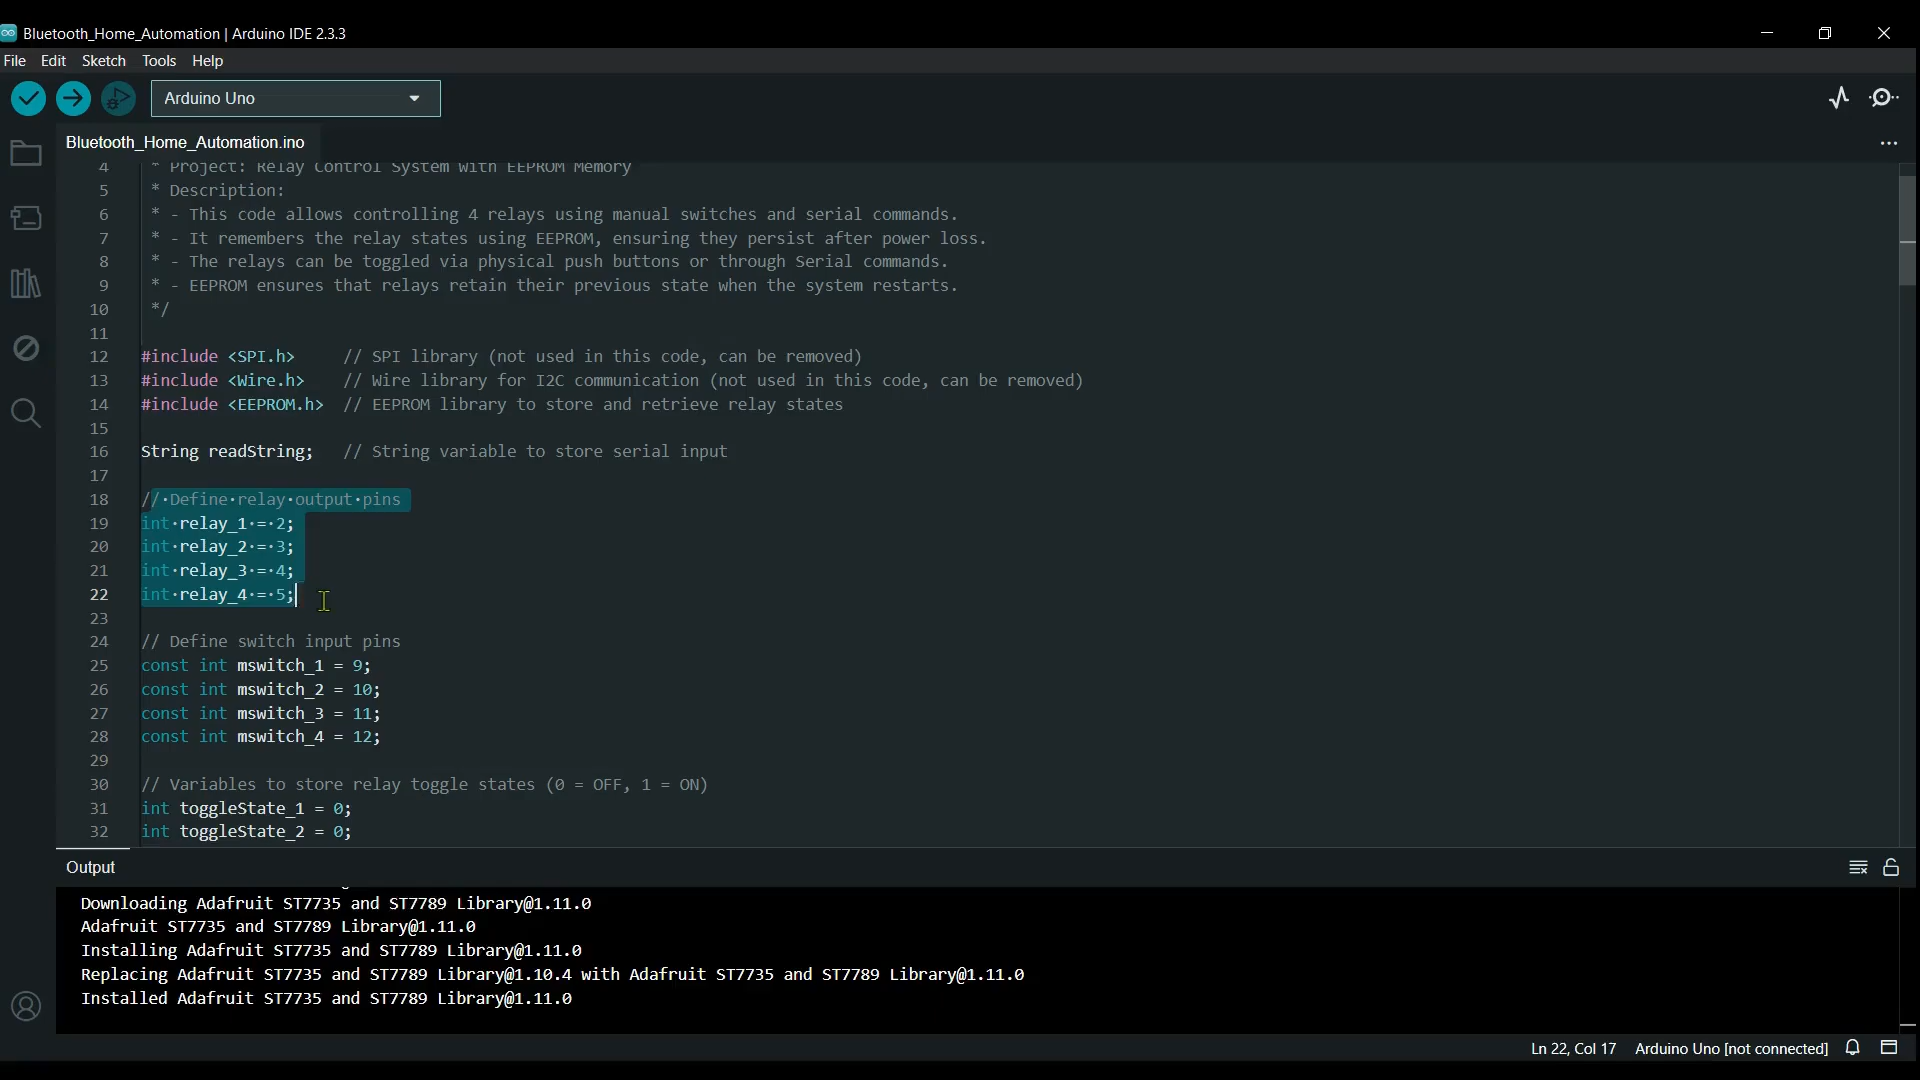 Bluetooth_Home_Automation | Arduino IDE 2.3.3
File Edit Sketch Tools Help
Arduino Uno
Bluetooth_Home_Automation.ino
4 * Project: Relay Control System with EEPROM Memory
5 * Description:
6 * - This code allows controlling 4 relays using manual switches and serial commands.
7 * - It remembers the relay states using EEPROM, ensuring they persist after power loss.
8 * - The relays can be toggled via physical push buttons or through Serial commands.
9 * - EEPROM ensures that relays retain their previous state when the system restarts.
10 */
11
12 #include <SPI.h> // SPI library (not used in this code, can be removed)
13 #include <Wire.h> // Wire library for I2C communication (not used in this code, can be removed)
14 #include <EEPROM.h> // EEPROM library to store and retrieve relay states
15
16 String readString; // String variable to store serial input
17
18 //·Define·relay·output·pins
19 int·relay_1·=·2;
20 int·relay_2·=·3;
21 int·relay_3·=·4;
22 int·relay_4·=·5;
23
24 // Define switch input pins
25 const int mswitch_1 = 9;
26 const int mswitch_2 = 10;
27 const int mswitch_3 = 11;
28 const int mswitch_4 = 12;
29
30 // Variables to store relay toggle states (0 = OFF, 1 = ON)
31 int toggleState_1 = 0;
32 int toggleState_2 = 0;
Output
Downloading Adafruit ST7735 and ST7789 Library@1.11.0
Adafruit ST7735 and ST7789 Library@1.11.0
Installing Adafruit ST7735 and ST7789 Library@1.11.0
Replacing Adafruit ST7735 and ST7789 Library@1.10.4 with Adafruit ST7735 and ST7789 Library@1.11.0
Installed Adafruit ST7735 and ST7789 Library@1.11.0
Ln 22, Col 17 Arduino Uno [not connected]